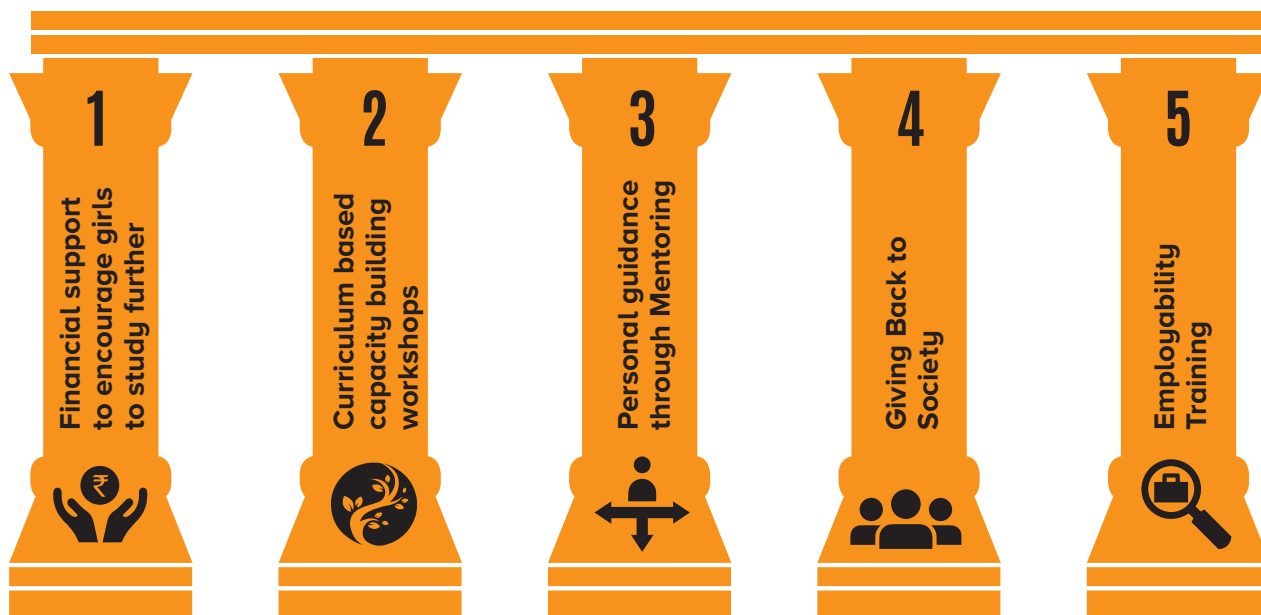 1
Financial support
to encourage girls
to study further
₹
2
Curriculum based
capacity building
workshops
3
Personal guidance
through Mentoring
4
Giving Back to
Society
5
Employability
Training